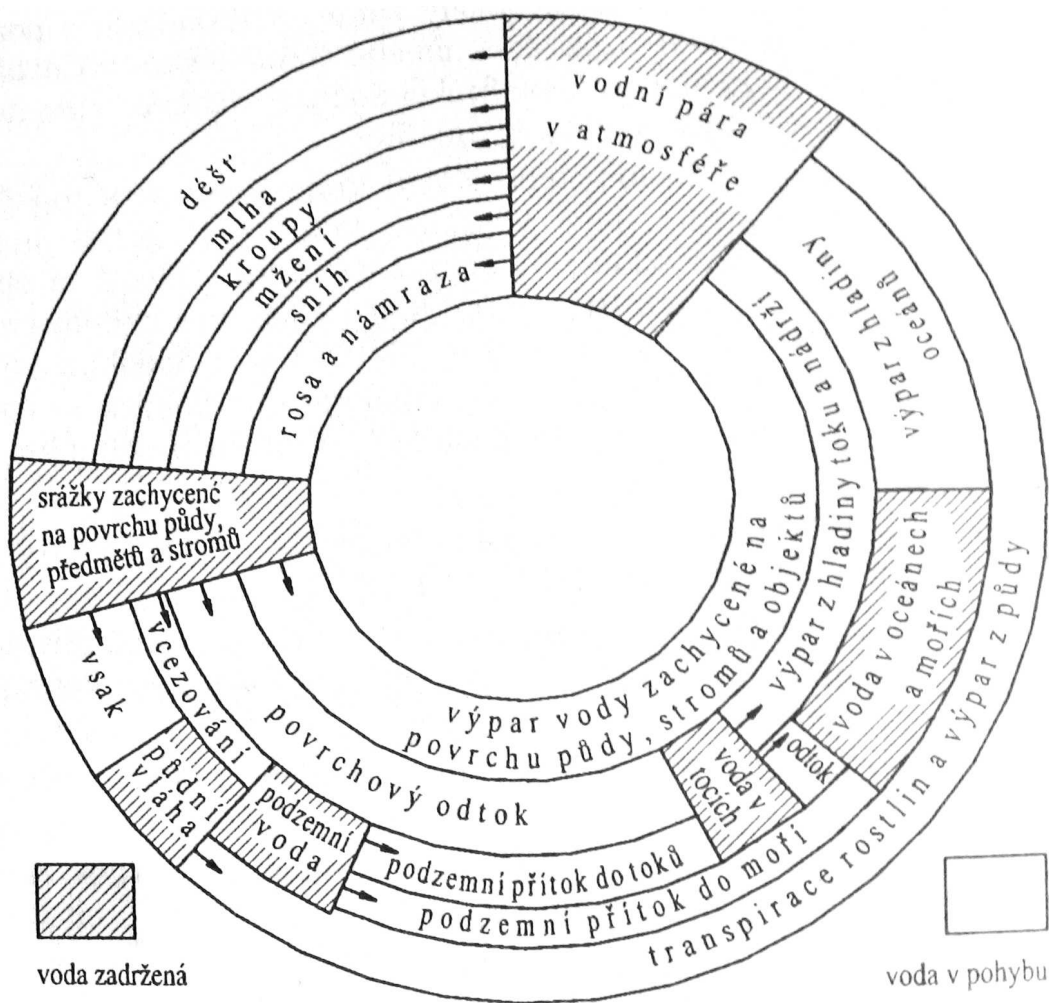 vodní pára
v atmosféře
déšť
mlha
kroupy
mžení
sníh
rosa a námraza
výpar z hladiny
oceánů
výpar z hladiny toku a nádrží
srážky zachycené
na povrchu půdy,
předmětů a stromů
výpar vody zachycené na
povrchu půdy, stromů a objektů
voda v oceánech
a mořích
vsak
vcezování
povrchový odtok
půdní
vláha
podzemní
voda
voda v
tocích
odtok
podzemní přítok do toků
podzemní přítok do moří
transpirace rostlin a výpar z půdy
voda zadržená
voda v pohybu